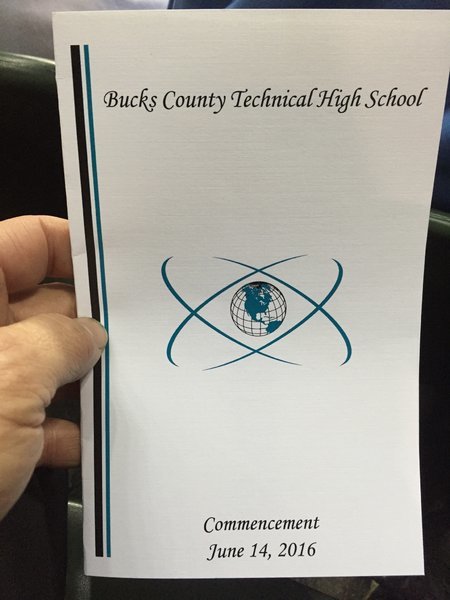 Bucks County Technical High School
Commencement
June 14, 2016